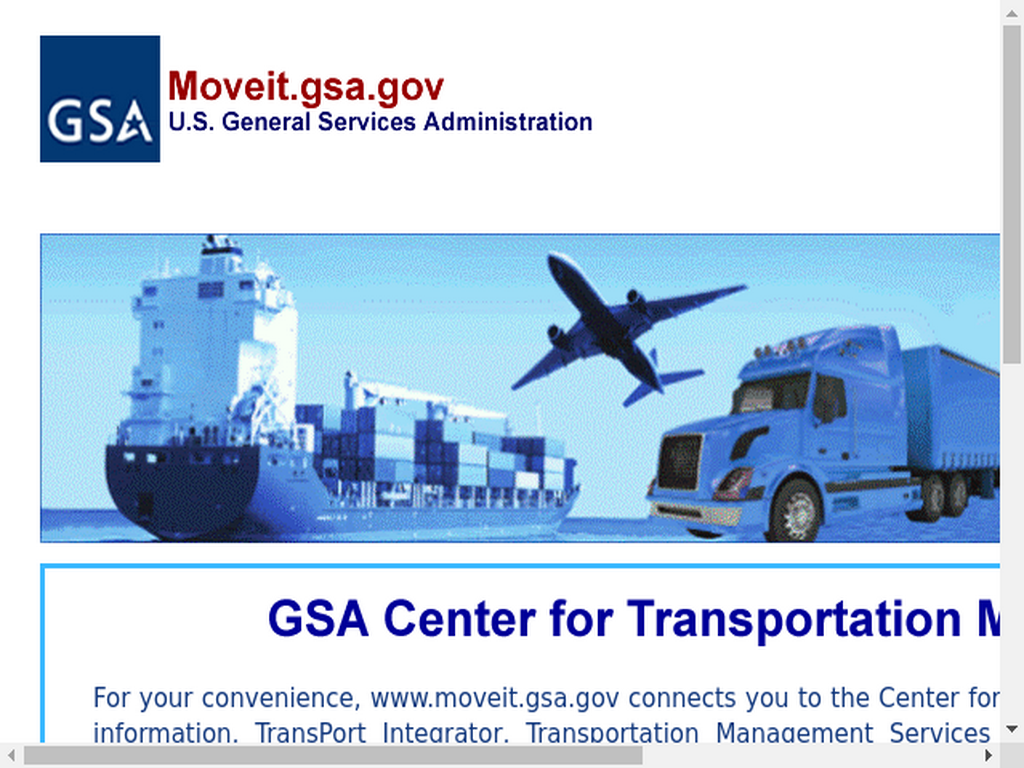 GSA
Moveit.gsa.gov
U.S. General Services Administration
GSA Center for Transportation
For your convenience, www.moveit.gsa.gov connects you to the Center for
information. TransPort Integrator. Transportation Management Services